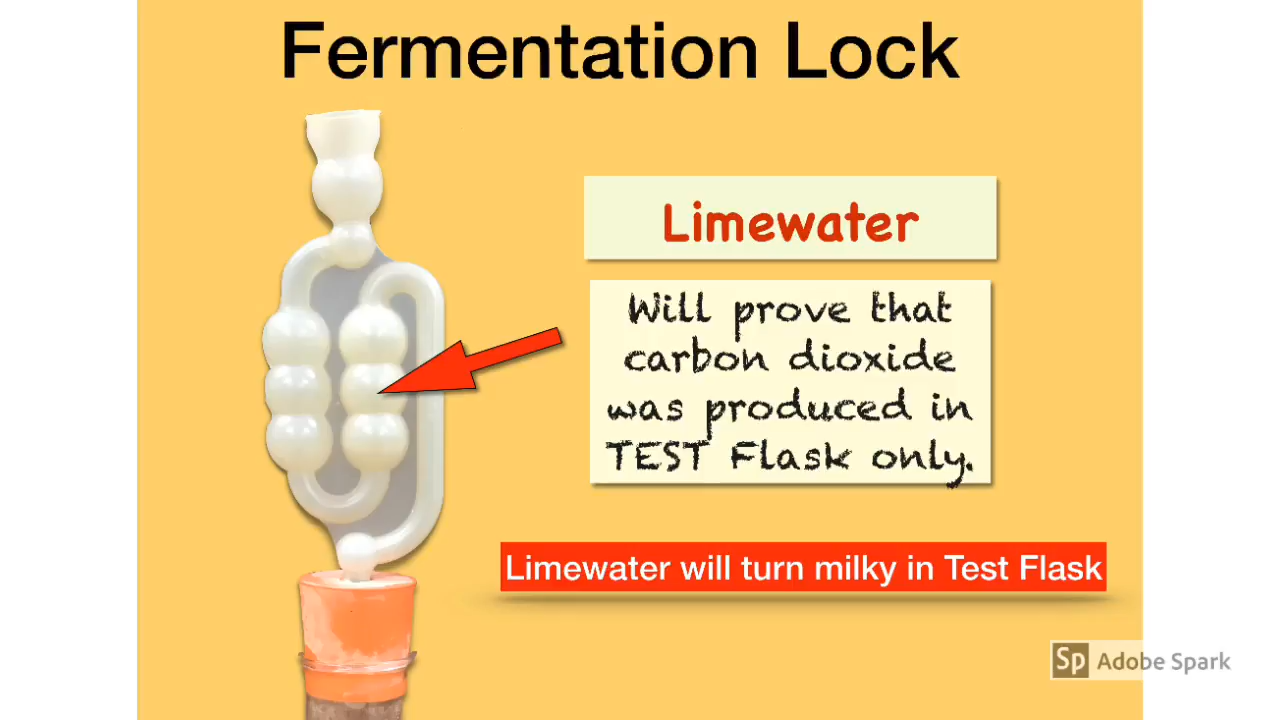 Fermentation Lock
Limewater
Will prove that
carbon dioxide
was produced in
TEST Flask only.
Limewater will turn milky in Test Flask
Sp Adobe Spark